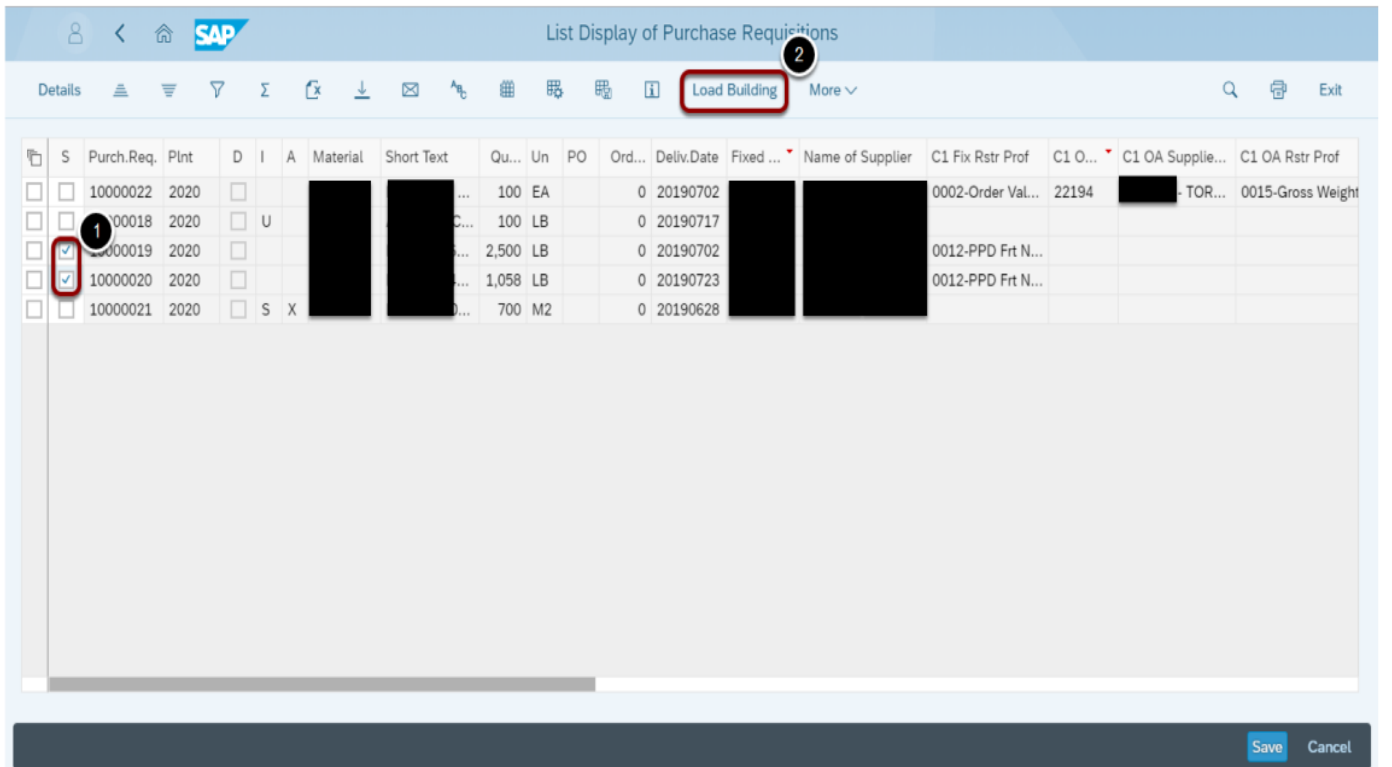 SAP List Display of Purchase Requisitions
2
Details Load Building More Exit
S Purch.Req. Plnt D I A Material Short Text Qu... Un PO Ord... Deliv.Date Fixed ... Name of Supplier C1 Fix Rstr Prof C1 O... C1 OA Supplie... C1 OA Rstr Prof
10000022 2020 ... 100 EA 0 20190702 0002-Order Val... 22194 - TOR... 0015-Gross Weight
1 00018 2020 U C... 100 LB 0 20190717
10000019 2020 ... 2,500 LB 0 20190702 0012-PPD Frt N...
10000020 2020 ... 1,058 LB 0 20190723 0012-PPD Frt N...
10000021 2020 S X ... 700 M2 0 20190628
Save Cancel